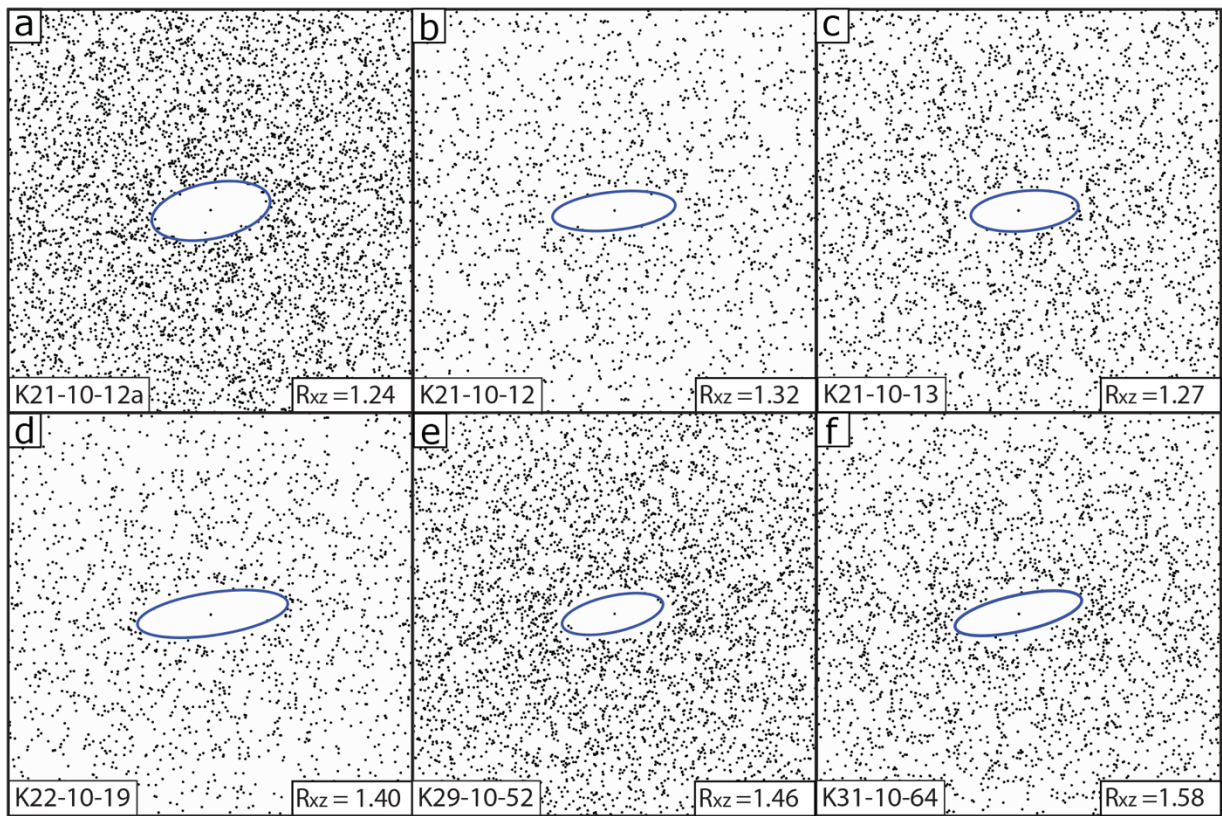 a
b
c
K21-10-12a
Rxz =1.24
K21-10-12
Rxz =1.32
K21-10-13
Rxz =1.27
d
e
f
K22-10-19
Rxz = 1.40
K29-10-52
Rxz =1.46
K31-10-64
Rxz = 1.58